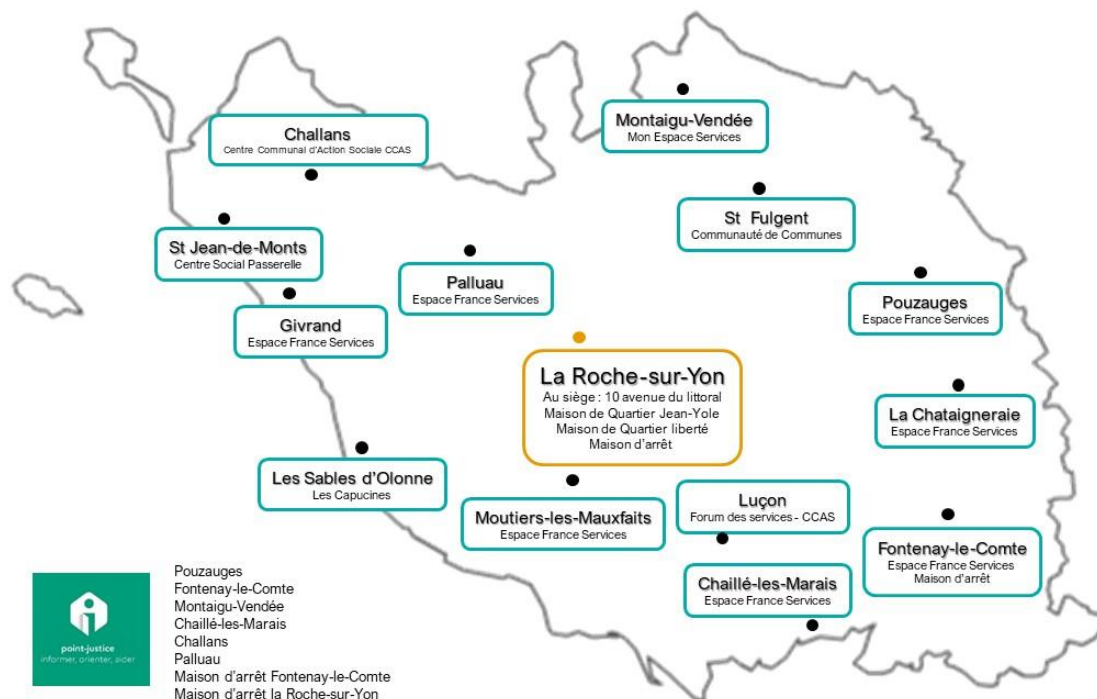 Montaigu-Vendée
Mon Espace Services
Challans
Centre Communal d'Action Sociale CCAS
St Fulgent
Communauté de Communes
St Jean-de-Monts
Centre Social Passerelle
Palluau
Espace France Services
Pouzauges
Espace France Services
Givrand
Espace France Services
La Roche-sur-Yon
Au siège : 10 avenue du littoral
Maison de Quartier Jean-Yole
Maison de Quartier liberté
Maison d'arrêt
La Chataigneraie
Espace France Services
Les Sables d'Olonne
Les Capucines
Moutiers-les-Mauxfaits
Espace France Services
Luçon
Forum des services - CCAS
Fontenay-le-Comte
Espace France Services
Maison d'arrêt
Chaillé-les-Marais
Espace France Services
point-justice
informer, orienter, aider
Pouzauges
Fontenay-le-Comte
Montaigu-Vendée
Chaillé-les-Marais
Challans
Palluau
Maison d'arrêt Fontenay-le-Comte
Maison d'arrêt la Roche-sur-Yon